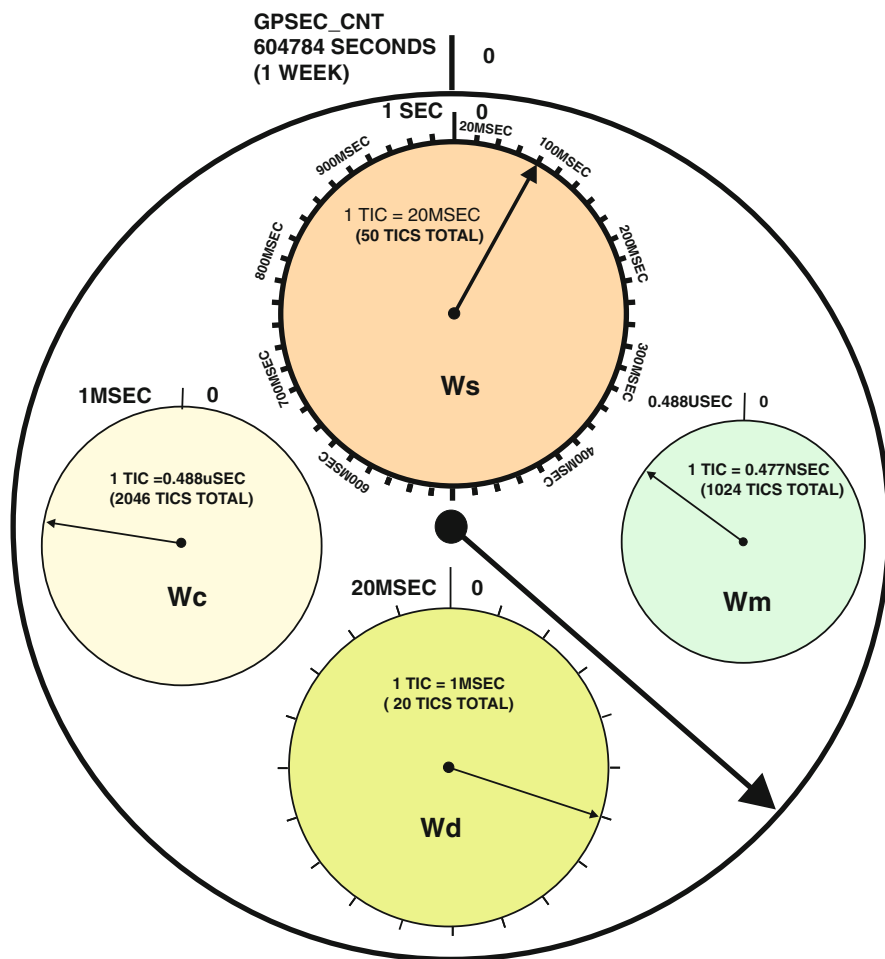 GPSEC_CNT
604784 SECONDS
(1 WEEK)
0
1 SEC
0
20MSEC
100MSEC
200MSEC
300MSEC
400MSEC
600MSEC
700MSEC
800MSEC
900MSEC
1 TIC = 20MSEC
(50 TICS TOTAL)
Ws
1MSEC
0
1 TIC =0.488uSEC
(2046 TICS TOTAL)
Wc
0.488USEC
0
1 TIC = 0.477NSEC
(1024 TICS TOTAL)
Wm
20MSEC
0
1 TIC = 1MSEC
( 20 TICS TOTAL)
Wd